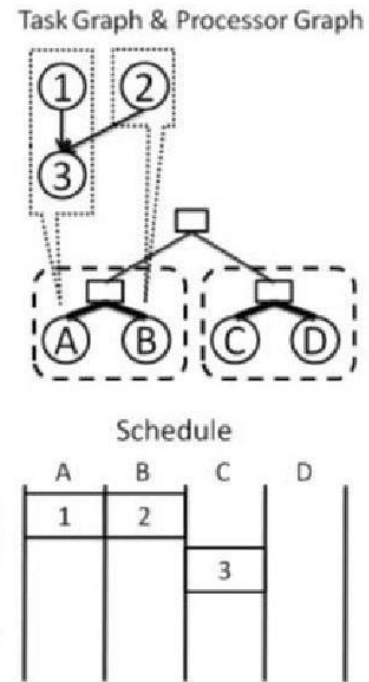 Task Graph & Processor Graph
1 2
3
A B C D
Schedule
A B C D
1 2
3